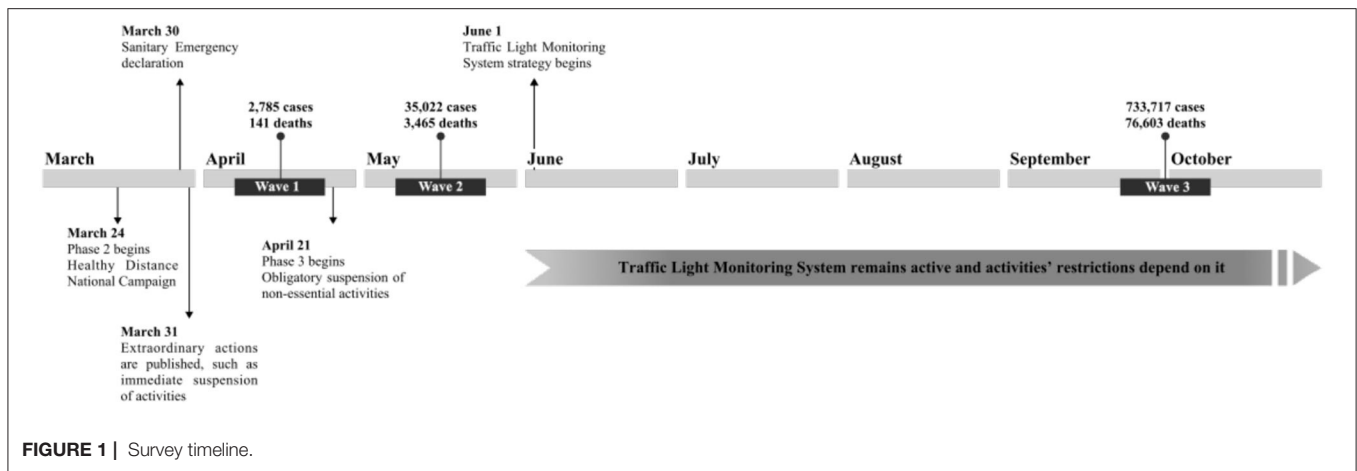 March 30
Sanitary Emergency
declaration
June 1
Traffic Light Monitoring
System strategy begins
2,785 cases
141 deaths
35,022 cases
3,465 deaths
733,717 cases
76,603 deaths
March
April
May
June
July
August
September
October
Wave 1
Wave 2
Wave 3
March 24
Phase 2 begins
Healthy Distance
National Campaign
April 21
Phase 3 begins
Obligatory suspension of
non-essential activities
Traffic Light Monitoring System remains active and activities' restrictions depend on it
March 31
Extraordinary actions
are published, such as
immediate suspension
of activities
FIGURE 1 | Survey timeline.